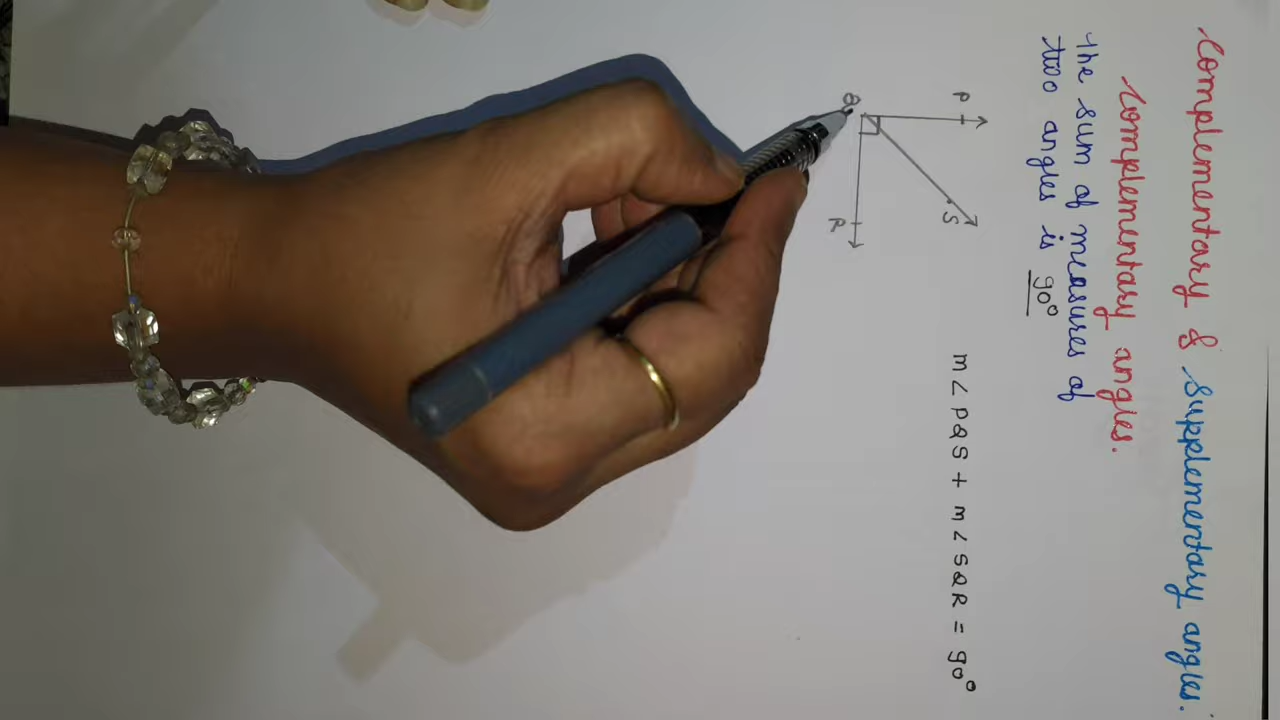 Complementary & Supplementary angles.
Complementary angles.
The sum of measures of
two angles is 90°
P
S
Q
R
m∠PQS + m∠SQR = 90°